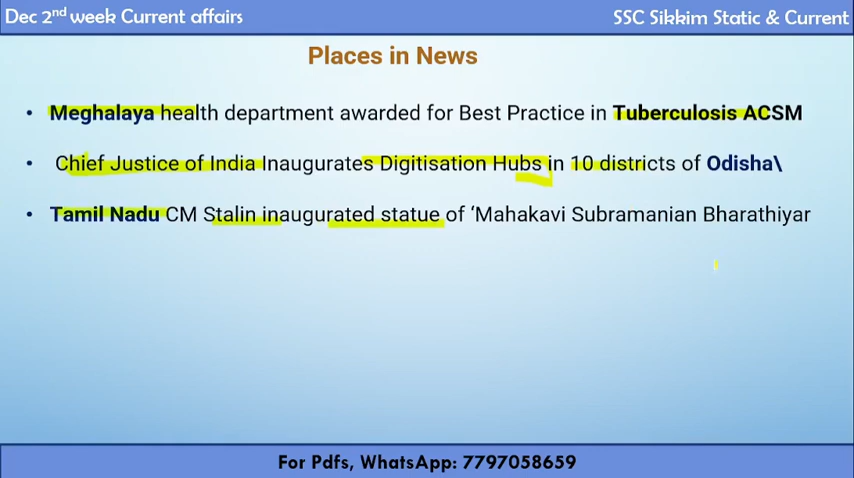 Dec 2nd week Current affairs
SSC Sikkim Static & Current
Places in News
• Meghalaya health department awarded for Best Practice in Tuberculosis ACSM
• Chief Justice of India Inaugurates Digitisation Hubs in 10 districts of Odisha\
• Tamil Nadu CM Stalin inaugurated statue of ‘Mahakavi Subramanian Bharathiyar
For Pdfs, WhatsApp: 7797058659